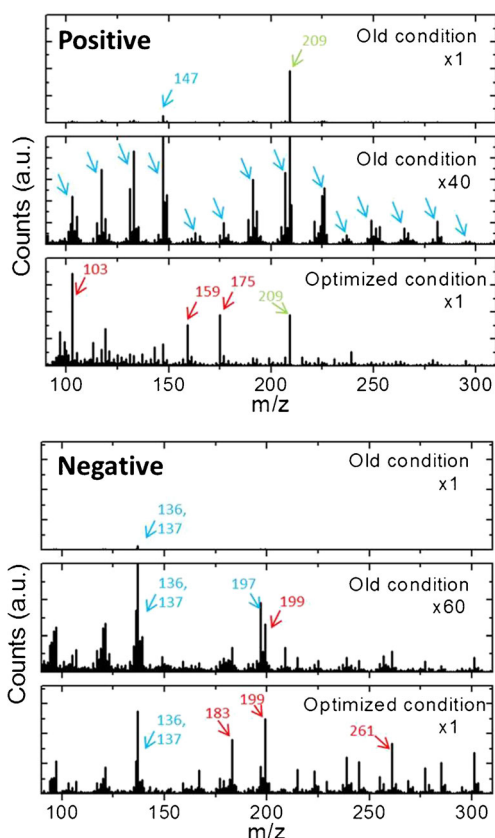 Positive
Old condition
x1
209
147
Old condition
x40
Counts (a.u.)
Optimized condition
x1
103
159
175
209
100 150 200 250 300
m/z
Negative
Old condition
x1
136,
137
Old condition
x60
136,
137
197
199
Counts (a.u.)
Optimized condition
x1
136,
137
183
199
261
100 150 200 250 300
m/z